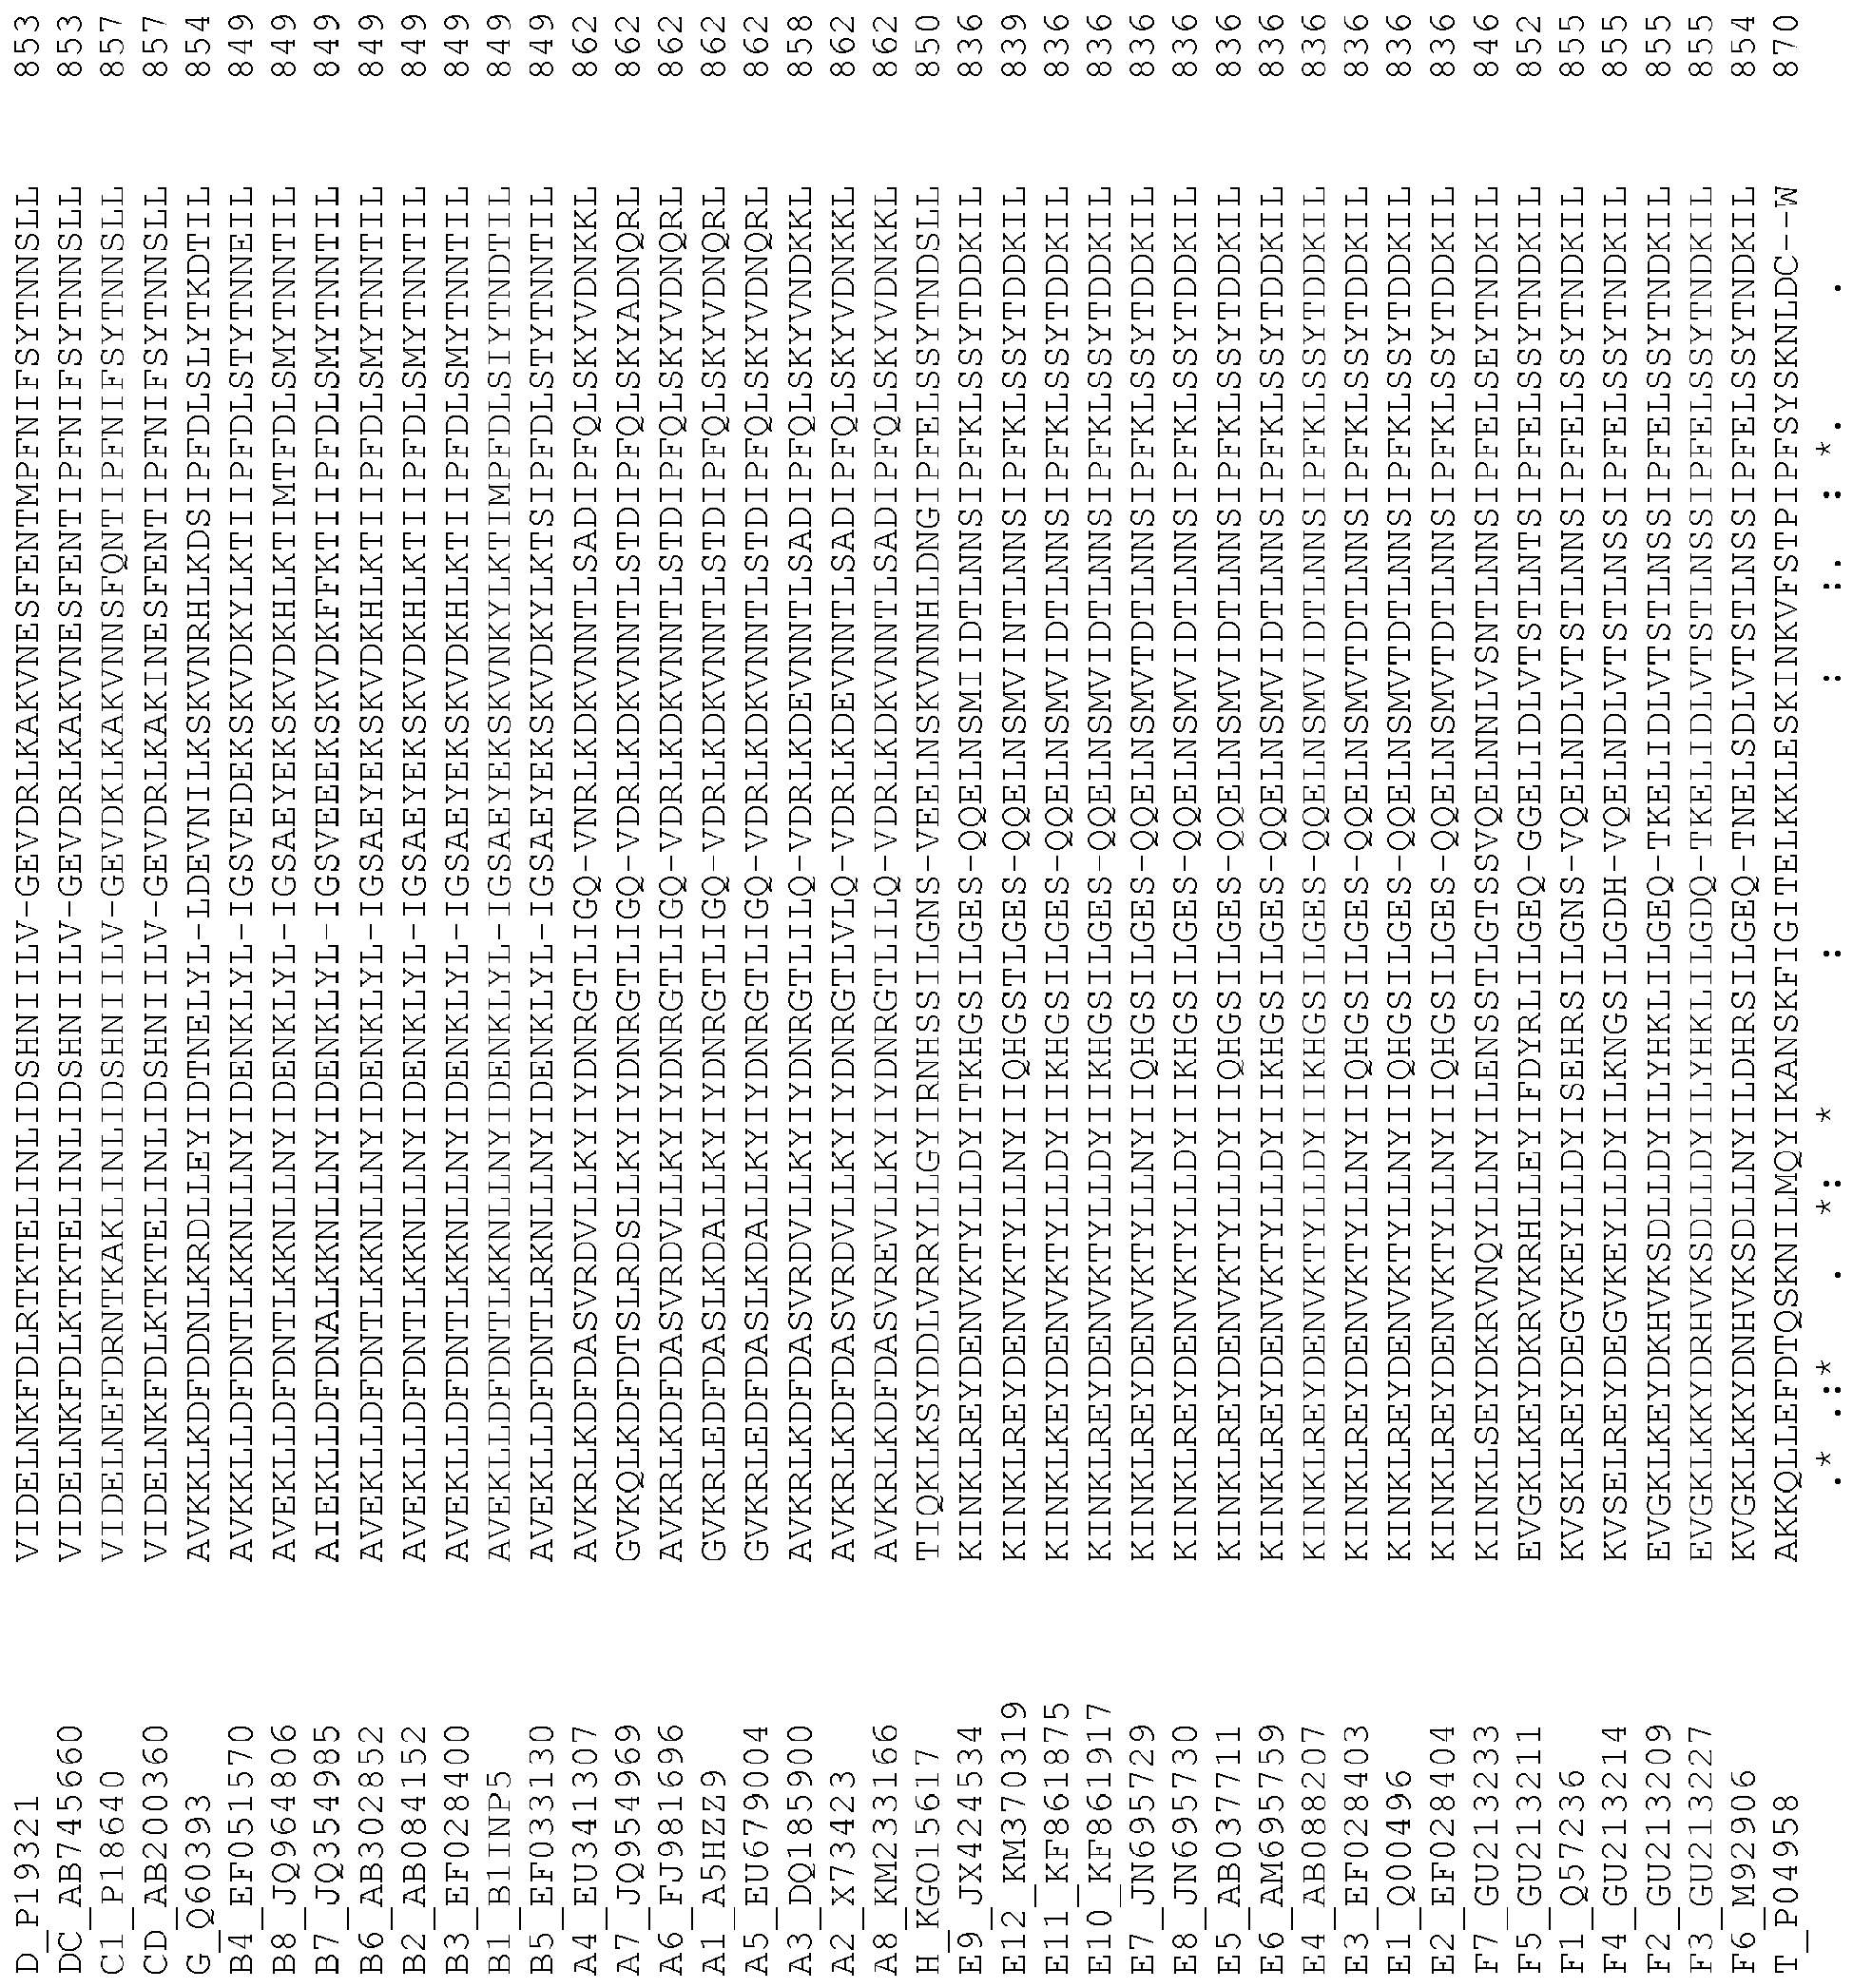 D_P19321 VIDELNKFDLRTKTELINLIDSHNIILV-GEVDRLKAKVNESFENTMPFNIFSYTNNSLL 853
DC_AB745660 VIDELNKFDLKTKTELINLIDSHNIILV-GEVDRLKAKVNESFENTIPFNIFSYTNNSLL 853
C1_P18640 VIDELNEFDRNTKAKLINLIDSHNIILV-GEVDKLKAKVNNSFQNTIPFNIFSYTNNSLL 857
CD_AB200360 VIDELNKFDLKTKTELINLIDSHNIILV-GEVDRLKAKINESFENTIPFNIFSYTNNSLL 857
G_Q60393 AVKKLKDFDDNLKRDLLEYIDTNELYL-LDEVNILKSKVNRHLKDSIPFDLSLYTKDTIL 854
B4_EF051570 AVKKLLDFDNTLKKNLLNYIDENKLYL-IGSVEDEKSKVDKYLKTIIPFDLSTYTNNEIL 849
B8_JQ964806 AVEKLLDFDNTLKKNLLNYIDENKLYL-IGSAEYEKSKVDKHLKTIMTFDLSMYTNNTIL 849
B7_JQ354985 AIEKLLDFDNALKKNLLNYIDENKLYL-IGSVEEEKSKVDKFFKTIIPFDLSMYTNNTIL 849
B6_AB302852 AVEKLLDFDNTLKKNLLNYIDENKLYL-IGSAEYEKSKVDKHLKTIIPFDLSMYTNNTIL 849
B2_AB084152 AVEKLLDFDNTLKKNLLNYIDENKLYL-IGSAEYEKSKVDKHLKTIIPFDLSMYTNNTIL 849
B3_EF028400 AVEKLLDFDNTLKKNLLNYIDENKLYL-IGSAEYEKSKVDKHLKTIIPFDLSMYTNNTIL 849
B1_B1INP5 AVEKLLDFDNTLKKNLLNYIDENKLYL-IGSAEYEKSKVNKYLKTIMPFDLSIYTNDTIL 849
B5_EF033130 AVEKLLDFDNTLRKNLLNYIDENKLYL-IGSAEYEKSKVDKYLKTSIPFDLSTYTNNTIL 849
A4_EU341307 AVKRLKDFDASVRDVLLKYIYDNRGTLIGQ-VNRLKDKVNNTLSADIPFQLSKYVDNKKL 862
A7_JQ954969 GVKQLKDFDTSLRDSLLKYIYDNRGTLIGQ-VDRLKDKVNNTLSTDIPFQLSKYADNQRL 862
A6_FJ981696 AVKRLKDFDASVRDVLLKYIYDNRGTLIGQ-VDRLKDKVNNTLSTDIPFQLSKYVDNQRL 862
A1_A5HZZ9 GVKRLEDFDASLKDALLKYIYDNRGTLIGQ-VDRLKDKVNNTLSTDIPFQLSKYVDNQRL 862
A5_EU679004 GVKRLEDFDASLKDALLKYIYDNRGTLIGQ-VDRLKDKVNNTLSTDIPFQLSKYVDNQRL 862
A3_DQ185900 AVKRLKDFDASVRDVLLKYIYDNRGTLILQ-VDRLKDEVNNTLSADIPFQLSKYVNDKKL 858
A2_X73423 AVKRLKDFDASVRDVLLKYIYDNRGTLVLQ-VDRLKDEVNNTLSADIPFQLSKYVDNKKL 862
A8_KM233166 AVKRLKDFDASVREVLLKYIYDNRGTLILQ-VDRLKDKVNNTLSADIPFQLSKYVDNKKL 862
H_KGO15617 TIQKLKSYDDLVRRYLLGYIRNHSSILGNS-VEELNSKVNNHLDNGIPFELSSYTNDSLL 850
E9_JX424534 KINKLREYDENVKTYLLDYITKHGSILGES-QQELNSMIIDTLNNSIPFKLSSYTDDKIL 836
E12_KM370319 KINKLREYDENVKTYLLNYIIQHGSTLGES-QQELNSMVINTLNNSIPFKLSSYTDDKIL 839
E11_KF861875 KINKLKEYDENVKTYLLDYIIKHGSILGES-QQELNSMVIDTLNNSIPFKLSSYTDDKIL 836
E10_KF861917 KINKLREYDENVKTYLLDYIIKHGSILGES-QQELNSMVIDTLNNSIPFKLSSYTDDKIL 836
E7_JN695729 KINKLREYDENVKTYLLNYIIQHGSILGES-QQELNSMVTDTLNNSIPFKLSSYTDDKIL 836
E8_JN695730 KINKLREYDENVKTYLLDYIIKHGSILGES-QQELNSMVIDTLNNSIPFKLSSYTDDKIL 836
E5_AB037711 KINKLREYDENVKTYLLDYIIQHGSILGES-QQELNSMVIDTLNNSIPFKLSSYTDDKIL 836
E6_AM695759 KINKLREYDENVKTYLLDYIIKHGSILGES-QQELNSMVIDTLNNSIPFKLSSYTDDKIL 836
E4_AB088207 KINKLREYDENVKTYLLDYIIKHGSILGES-QQELNSMVIDTLNNSIPFKLSSYTDDKIL 836
E3_EF028403 KINKLREYDENVKTYLLNYIIQHGSILGES-QQELNSMVTDTLNNSIPFKLSSYTDDKIL 836
E1_Q00496 KINKLREYDENVKTYLLNYIIQHGSILGES-QQELNSMVTDTLNNSIPFKLSSYTDDKIL 836
E2_EF028404 KINKLREYDENVKTYLLNYIIQHGSILGES-QQELNSMVTDTLNNSIPFKLSSYTDDKIL 836
F7_GU213233 KINKLSEYDKRVNQYLLNYILENSSTLGTSSVQELNNLVSNTLNNSIPFELSEYTNDKIL 846
F5_GU213211 EVGKLKEYDKRVKRHLLEYIFDYRLILGEQ-GGELIDLVTSTLNTSIPFELSSYTNDKIL 852
F1_Q57236 KVSKLREYDEGVKEYLLDYISEHRSILGNS-VQELNDLVTSTLNNSIPFELSSYTNDKIL 855
F4_GU213214 KVSELREYDEGVKEYLLDYILKNGSILGDH-VQELNDLVTSTLNSSIPFELSSYTNDKIL 855
F2_GU213209 EVGKLKEYDKHVKSDLLDYILYHKLILGEQ-TKELIDLVTSTLNSSIPFELSSYTNDKIL 855
F3_GU213227 EVGKLKKYDRHVKSDLLDYILYHKLILGDQ-TKELIDLVTSTLNSSIPFELSSYTNDKIL 855
F6_M92906 KVGKLKKYDNHVKSDLLNYILDHRSILGEQ-TNELSDLVTSTLNSSIPFELSSYTNDKIL 854
T_P04958 AKKQLLEFDTQSKNILMQYIKANSKFIGITELKKLESKINKVFSTPIPFSYSKNLDC--W 870
   .* .:*   .  *:  *      :           :   :.  : *.     .